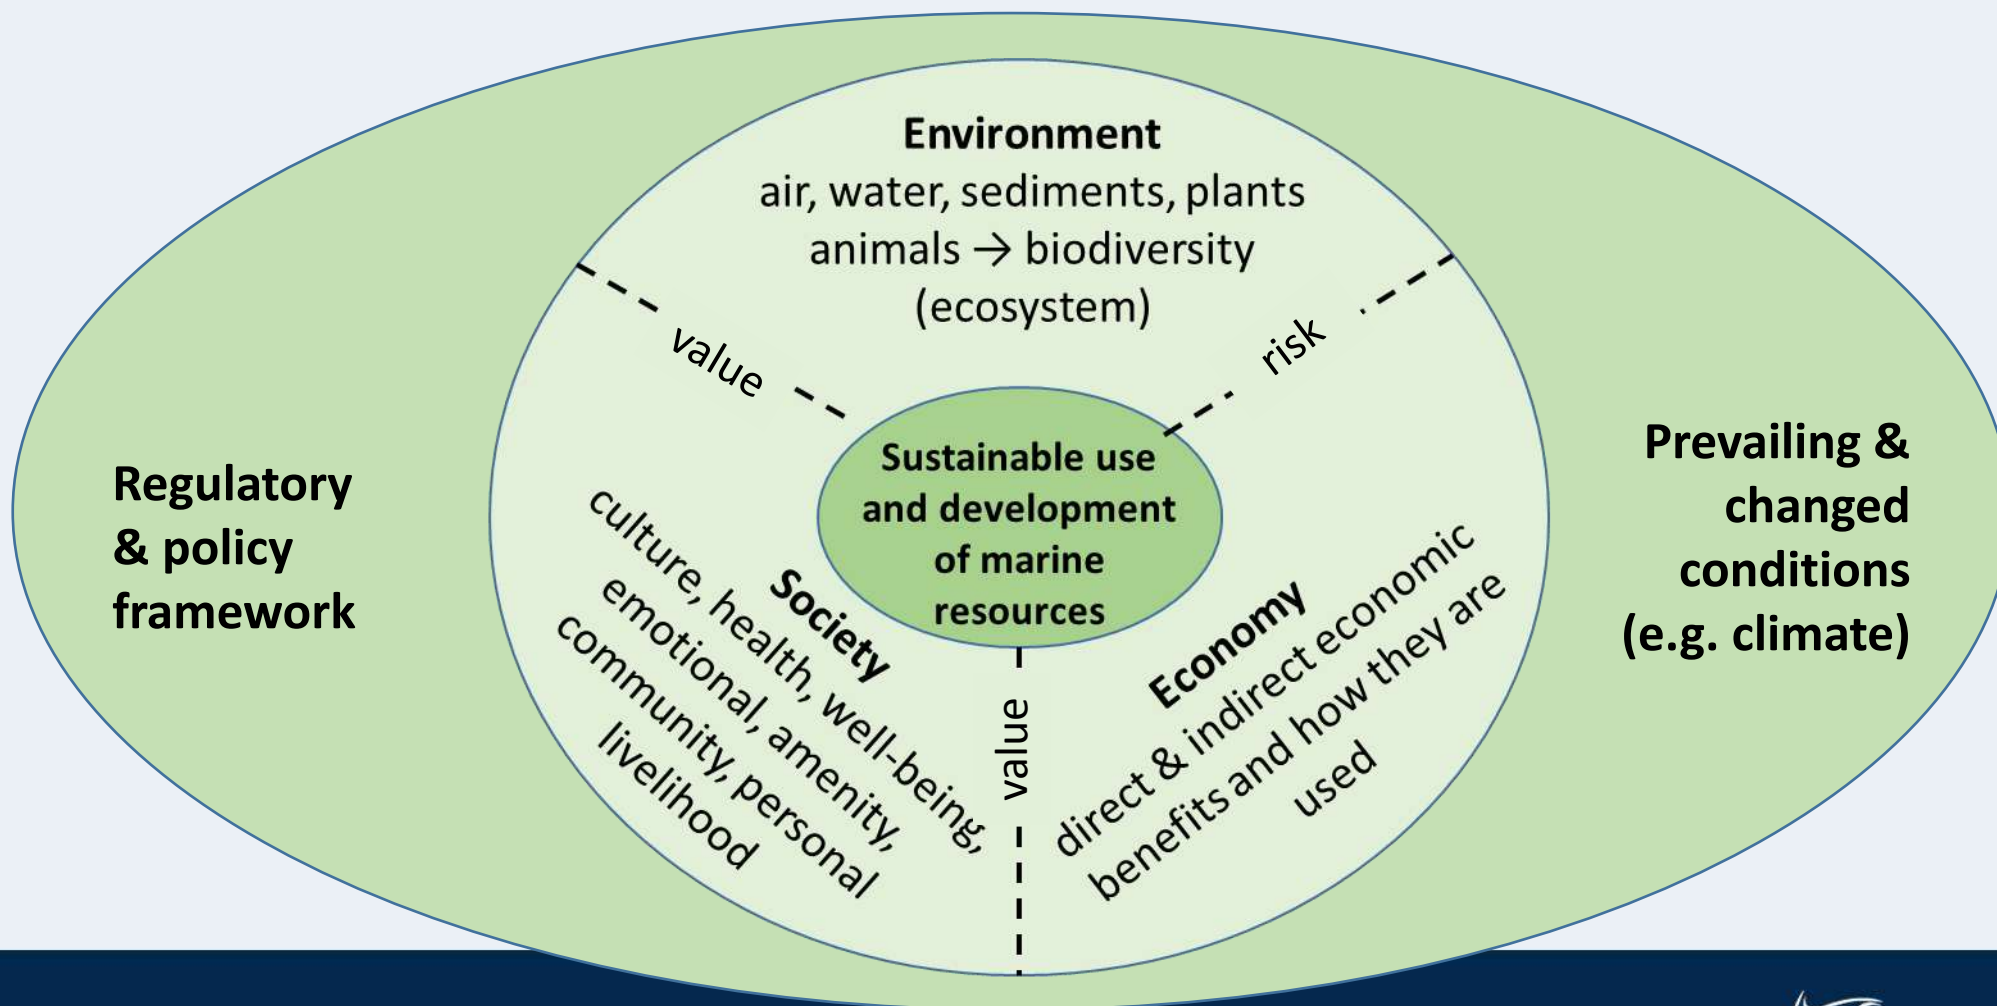 Environment
air, water, sediments, plants
animals → biodiversity
(ecosystem)
value
risk
Regulatory
& policy
framework
Sustainable use
and development
of marine
resources
Prevailing &
changed
conditions
(e.g. climate)
Society
culture, health, well-being,
emotional, amenity,
community, personal
livelihood
value
Economy
direct & indirect economic
benefits and how they are
used